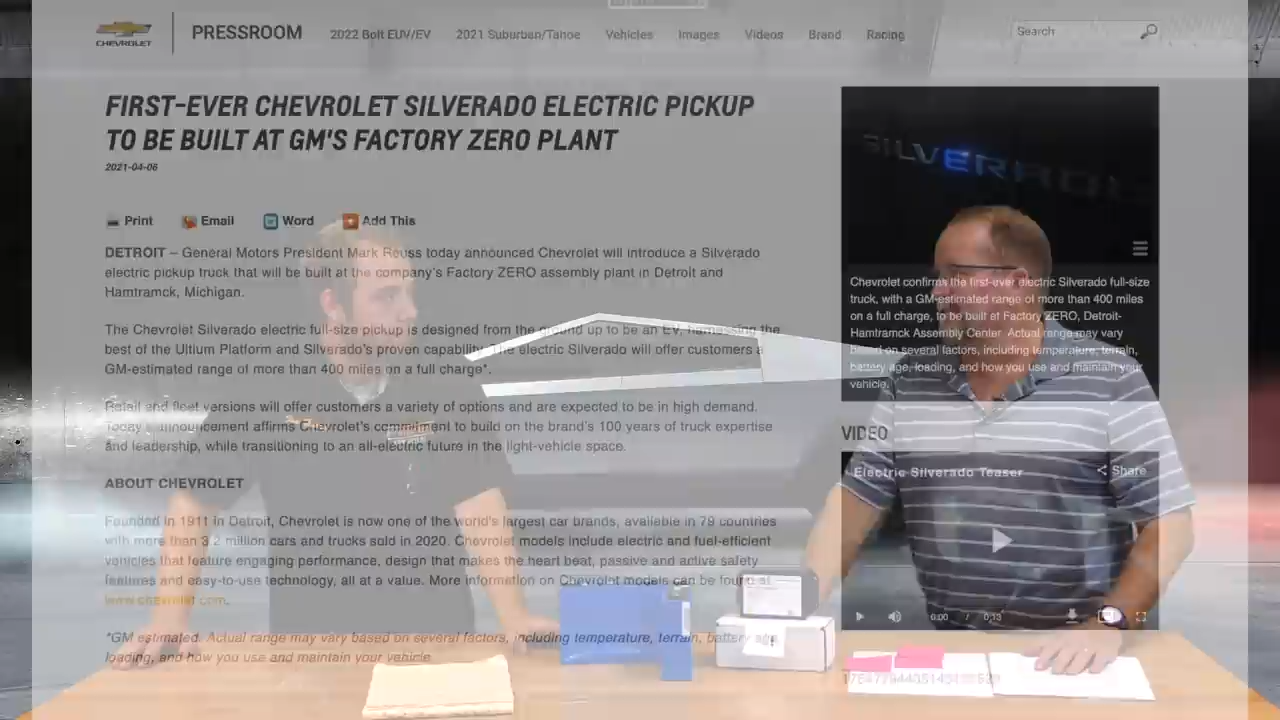 CHEVROLET
PRESSROOM
2022 Bolt EUV/EV
2021 Suburban/Tahoe
Vehicles
Images
Videos
Brand
Racing
Search
FIRST-EVER CHEVROLET SILVERADO ELECTRIC PICKUP
TO BE BUILT AT GM'S FACTORY ZERO PLANT
2021-04-06
Print
Email
Word
Add This
DETROIT – General Motors President Mark Reuss today announced Chevrolet will introduce a Silverado
electric pickup truck that will be built at the company's Factory ZERO assembly plant in Detroit and
Hamtramck, Michigan.
The Chevrolet Silverado electric full-size pickup is designed from the ground up to be an EV, harnessing the
best of the Ultium Platform and Silverado's proven capability. The electric Silverado will offer customers a
GM-estimated range of more than 400 miles on a full charge*.
Retail and fleet versions will offer customers a variety of options and are expected to be in high demand.
Today's announcement affirms Chevrolet's commitment to build on the brand's 100 years of truck expertise
and leadership, while transitioning to an all-electric future in the light-vehicle space.
ABOUT CHEVROLET
Founded in 1911 in Detroit, Chevrolet is now one of the world's largest car brands, available in 79 countries
with more than 3.2 million cars and trucks sold in 2020. Chevrolet models include electric and fuel-efficient
vehicles that feature engaging performance, design that makes the heart beat, passive and active safety
features and easy-to-use technology, all at a value. More information on Chevrolet models can be found at
www.chevrolet.com.
*GM estimated. Actual range may vary based on several factors, including temperature, terrain, battery age,
loading, and how you use and maintain your vehicle
SILVERADO
Chevrolet confirms the first-ever electric Silverado full-size
truck, with a GM-estimated range of more than 400 miles
on a full charge, to be built at Factory ZERO, Detroit-
Hamtramck Assembly Center. Actual range may vary
based on several factors, including temperature, terrain,
battery age, loading, and how you use and maintain your
vehicle.
VIDEO
Electric Silverado Teaser
Share
0:00 / 0:13